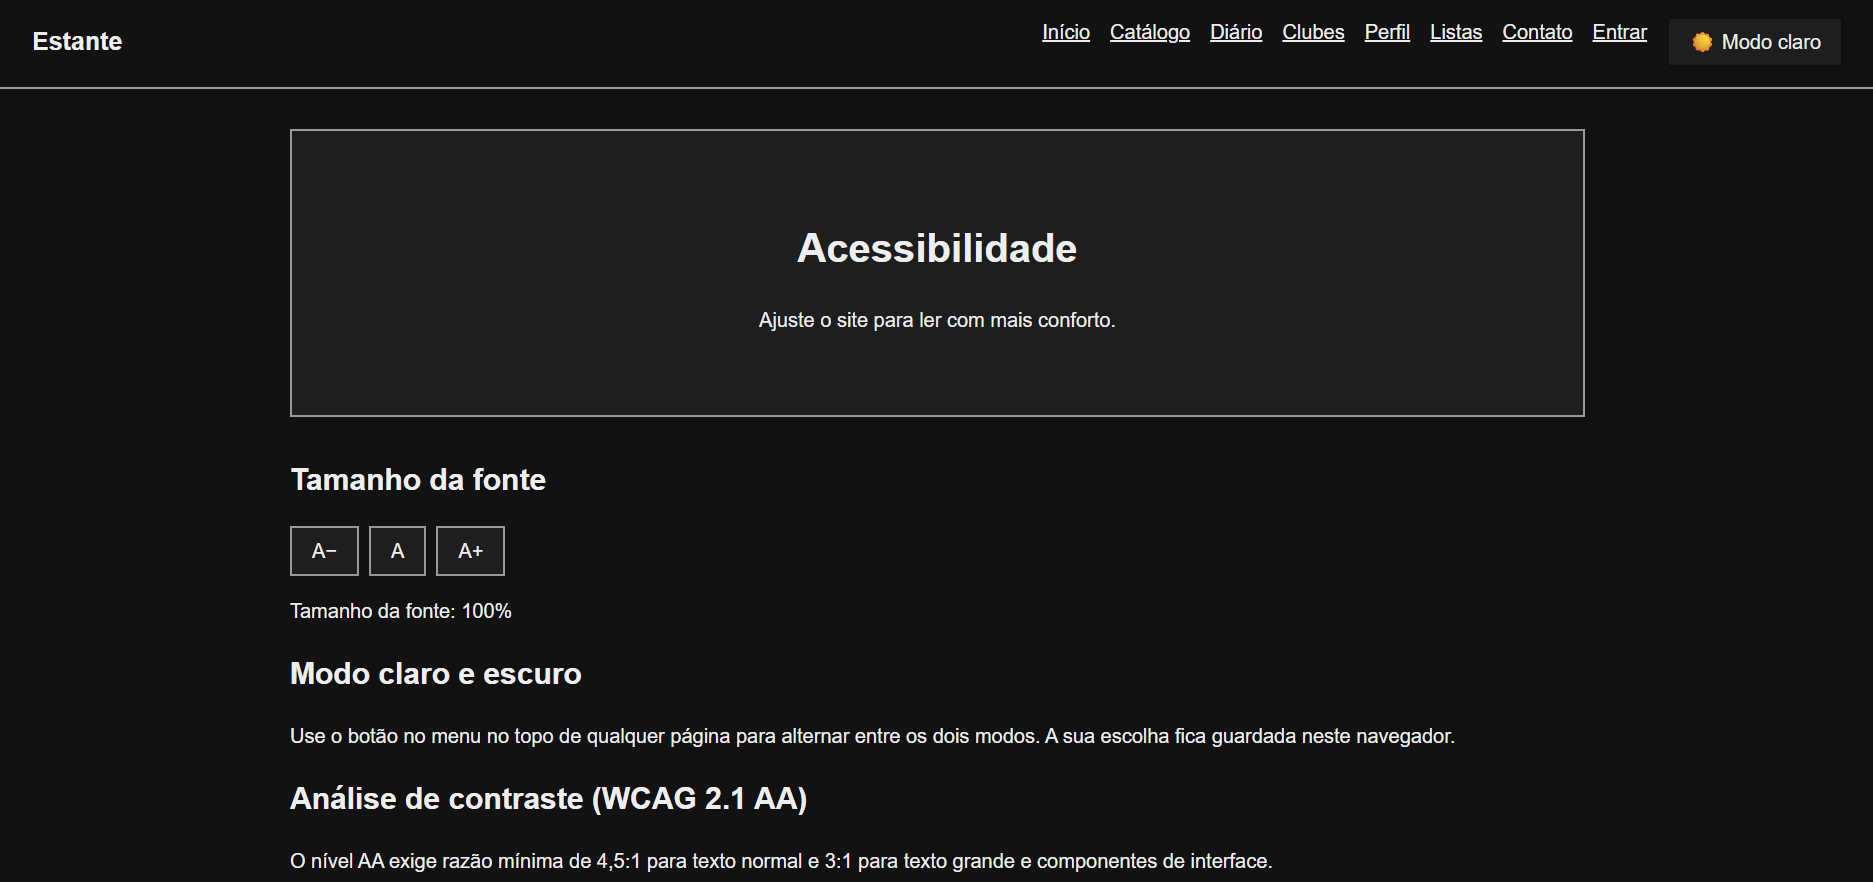 Estante
Início Catálogo Diário Clubes Perfil Listas Contato Entrar Modo claro
Acessibilidade
Ajuste o site para ler com mais conforto.
Tamanho da fonte
A− A A+
Tamanho da fonte: 100%
Modo claro e escuro
Use o botão no menu no topo de qualquer página para alternar entre os dois modos. A sua escolha fica guardada neste navegador.
Análise de contraste (WCAG 2.1 AA)
O nível AA exige razão mínima de 4,5:1 para texto normal e 3:1 para texto grande e componentes de interface.